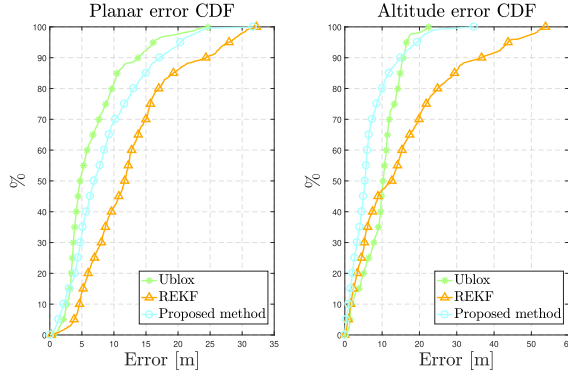 Planar error CDF
100
90
80
70
60
50
40
30
20
10
0
%
0 5 10 15 20 25 30 35
Error [m]
Ublox
REKF
Proposed method
Altitude error CDF
100
90
80
70
60
50
40
30
20
10
0
%
0 10 20 30 40 50 60
Error [m]
Ublox
REKF
Proposed method